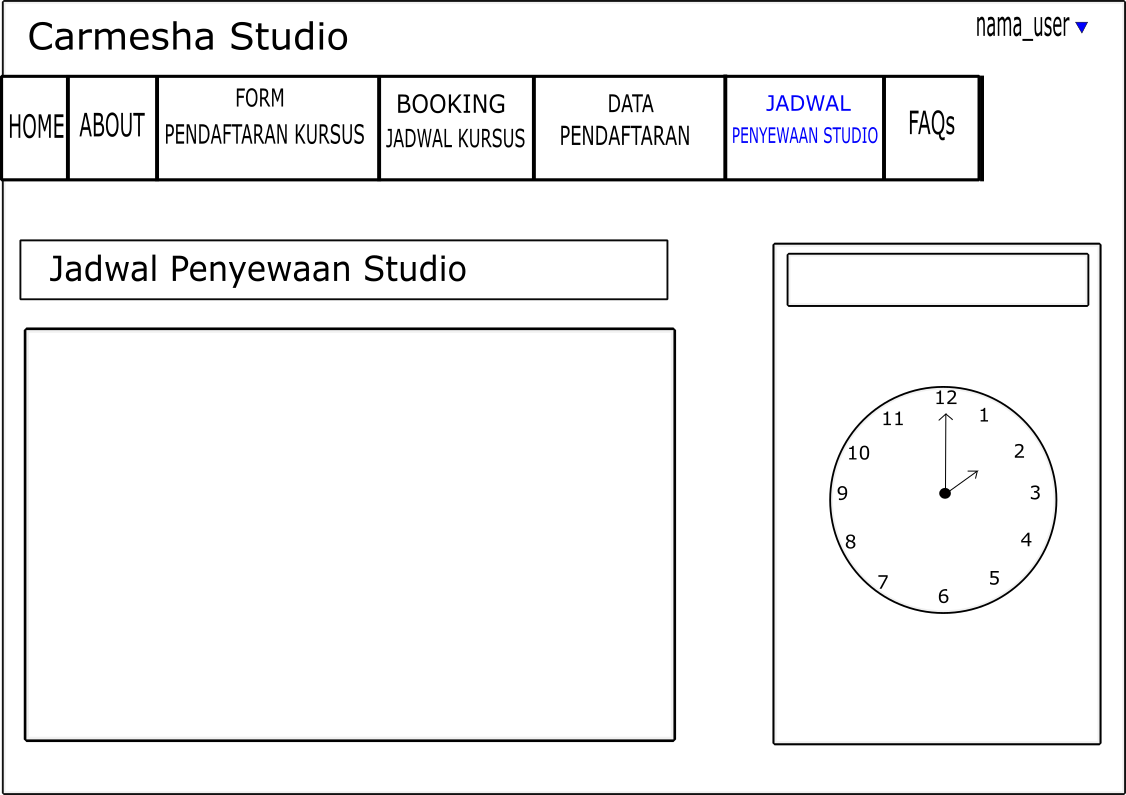 Carmesha Studio
nama_user
HOME
ABOUT
FORM
PENDAFTARAN KURSUS
BOOKING
JADWAL KURSUS
DATA
PENDAFTARAN
JADWAL
PENYEWAAN STUDIO
FAQs
Jadwal Penyewaan Studio
12
1
2
3
4
5
6
7
8
9
10
11